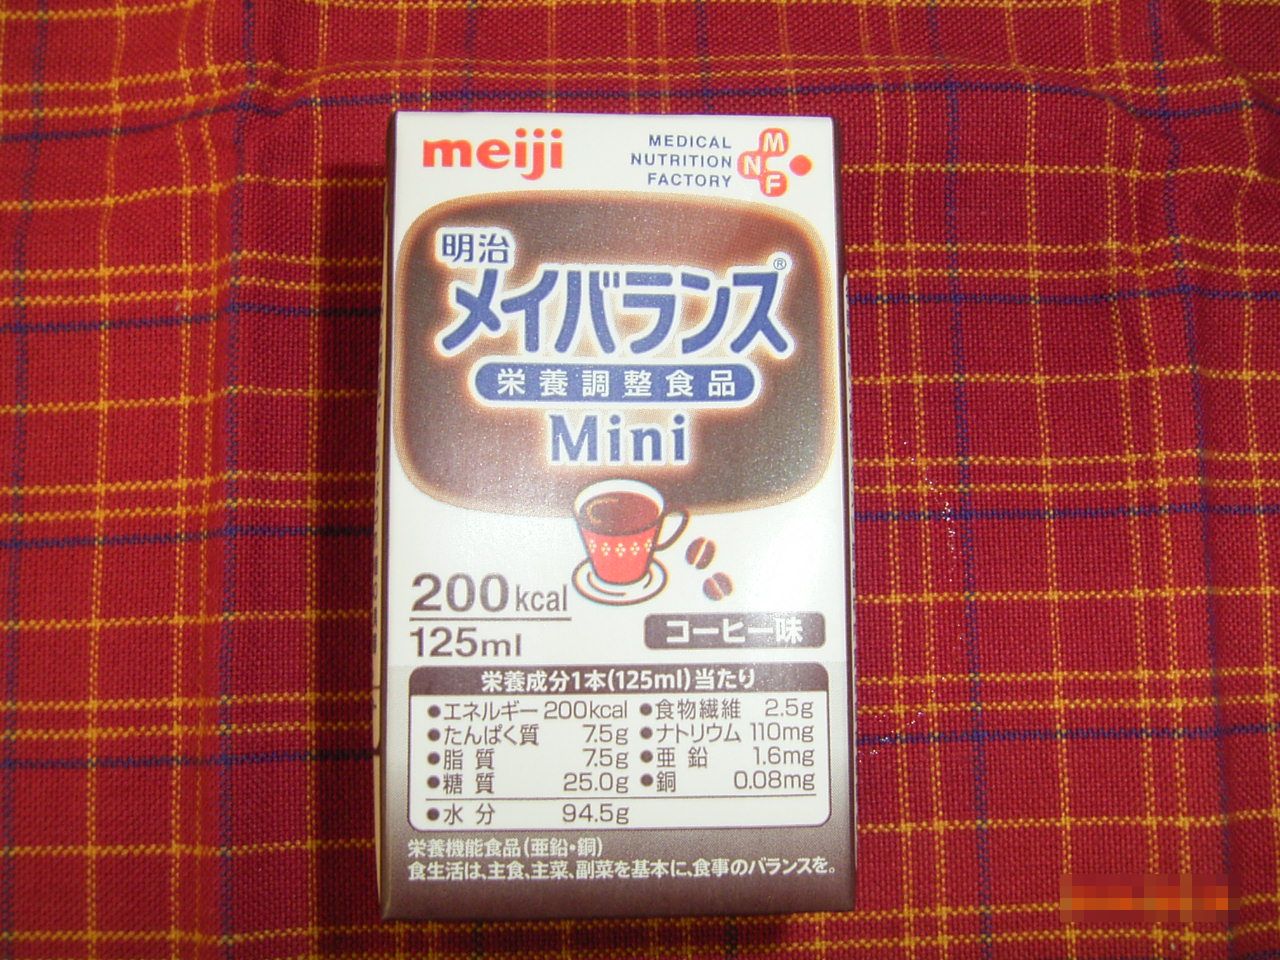 meiji
MEDICAL
NUTRITION
FACTORY
M
N F
明治
メイバランス®
栄養調整食品
Mini
200kcal
125ml
コーヒー味
栄養成分1本(125ml)当たり
●エネルギー 200kcal ●食物繊維 2.5g
●たんぱく質 7.5g ●ナトリウム 110mg
●脂質 7.5g ●亜鉛 1.6mg
●糖質 25.0g ●銅 0.08mg
●水分 94.5g
栄養機能食品(亜鉛・銅)
食生活は、主食、主菜、副菜を基本に、食事のバランスを。